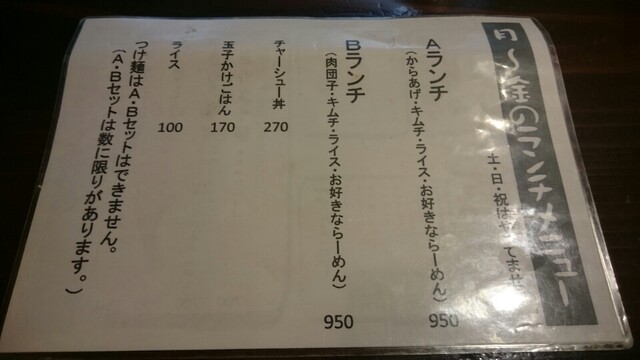 月～金のランチメニュー
土・日・祝はやってません
Aランチ
(からあげ・キムチ・ライス・お好きならーめん) 950
Bランチ
(肉団子・キムチ・ライス・お好きならーめん) 950
チャーシュー丼 270
玉子かけごはん 170
ライス 100
つけ麺はA・Bセットはできません。
(A・Bセットは数に限りがあります。)